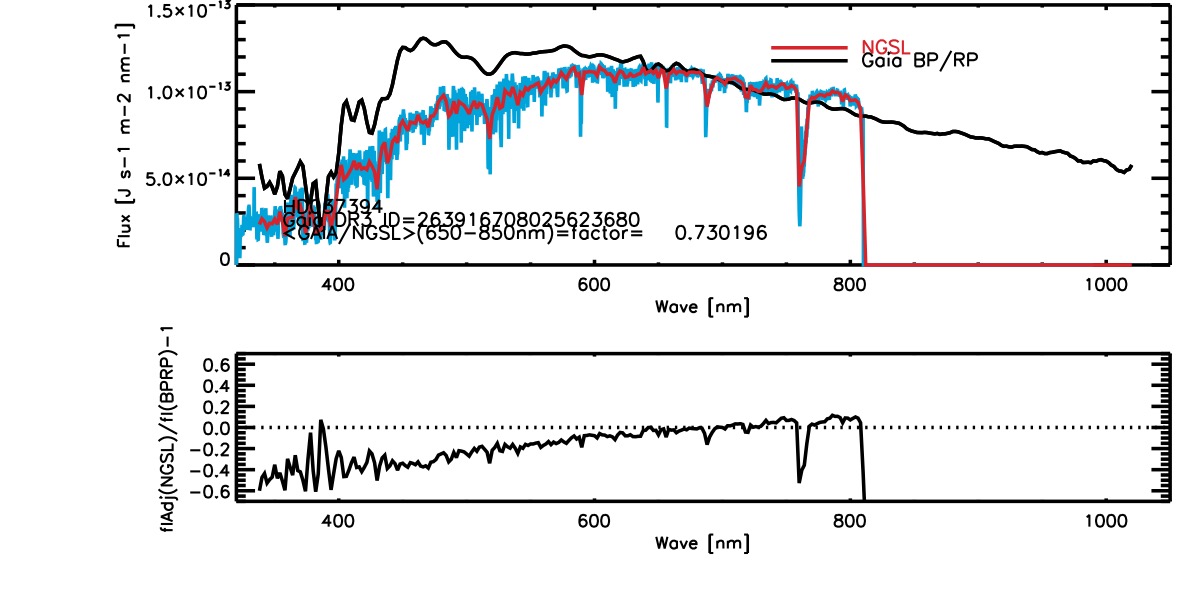 1.5×10−13
1.0×10−13
5.0×10−14
0
Flux [J s−1 m−2 nm−1]
NGSL
Gaia BP/RP
Gaia DR3 ID=2639167080256236​80
<GAIA/NGSL>(650−850nm)=factor= 0.730196
400 600 800 1000
Wave [nm]
0.6
0.4
0.2
0.0
−0.2
−0.4
−0.6
flAdj(NGSL)/fl(BPRP)−1
400 600 800 1000
Wave [nm]